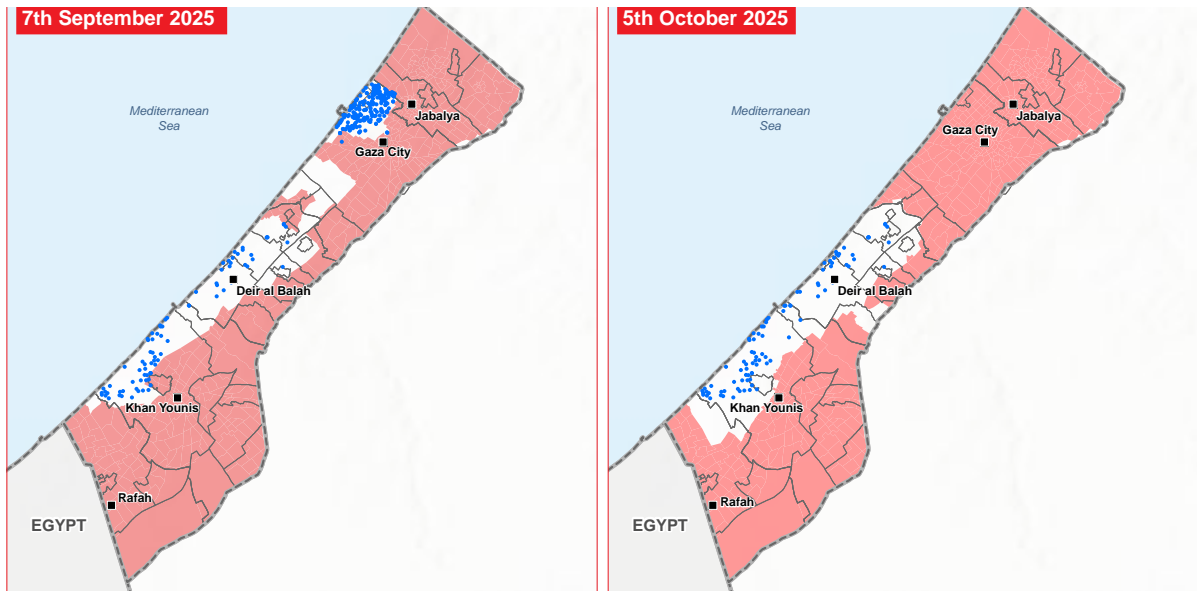 7th September 2025
Mediterranean
Sea
Jabalya
Gaza City
Deir al Balah
Khan Younis
Rafah
EGYPT
5th October 2025
Mediterranean
Sea
Jabalya
Gaza City
Deir al Balah
Khan Younis
Rafah
EGYPT